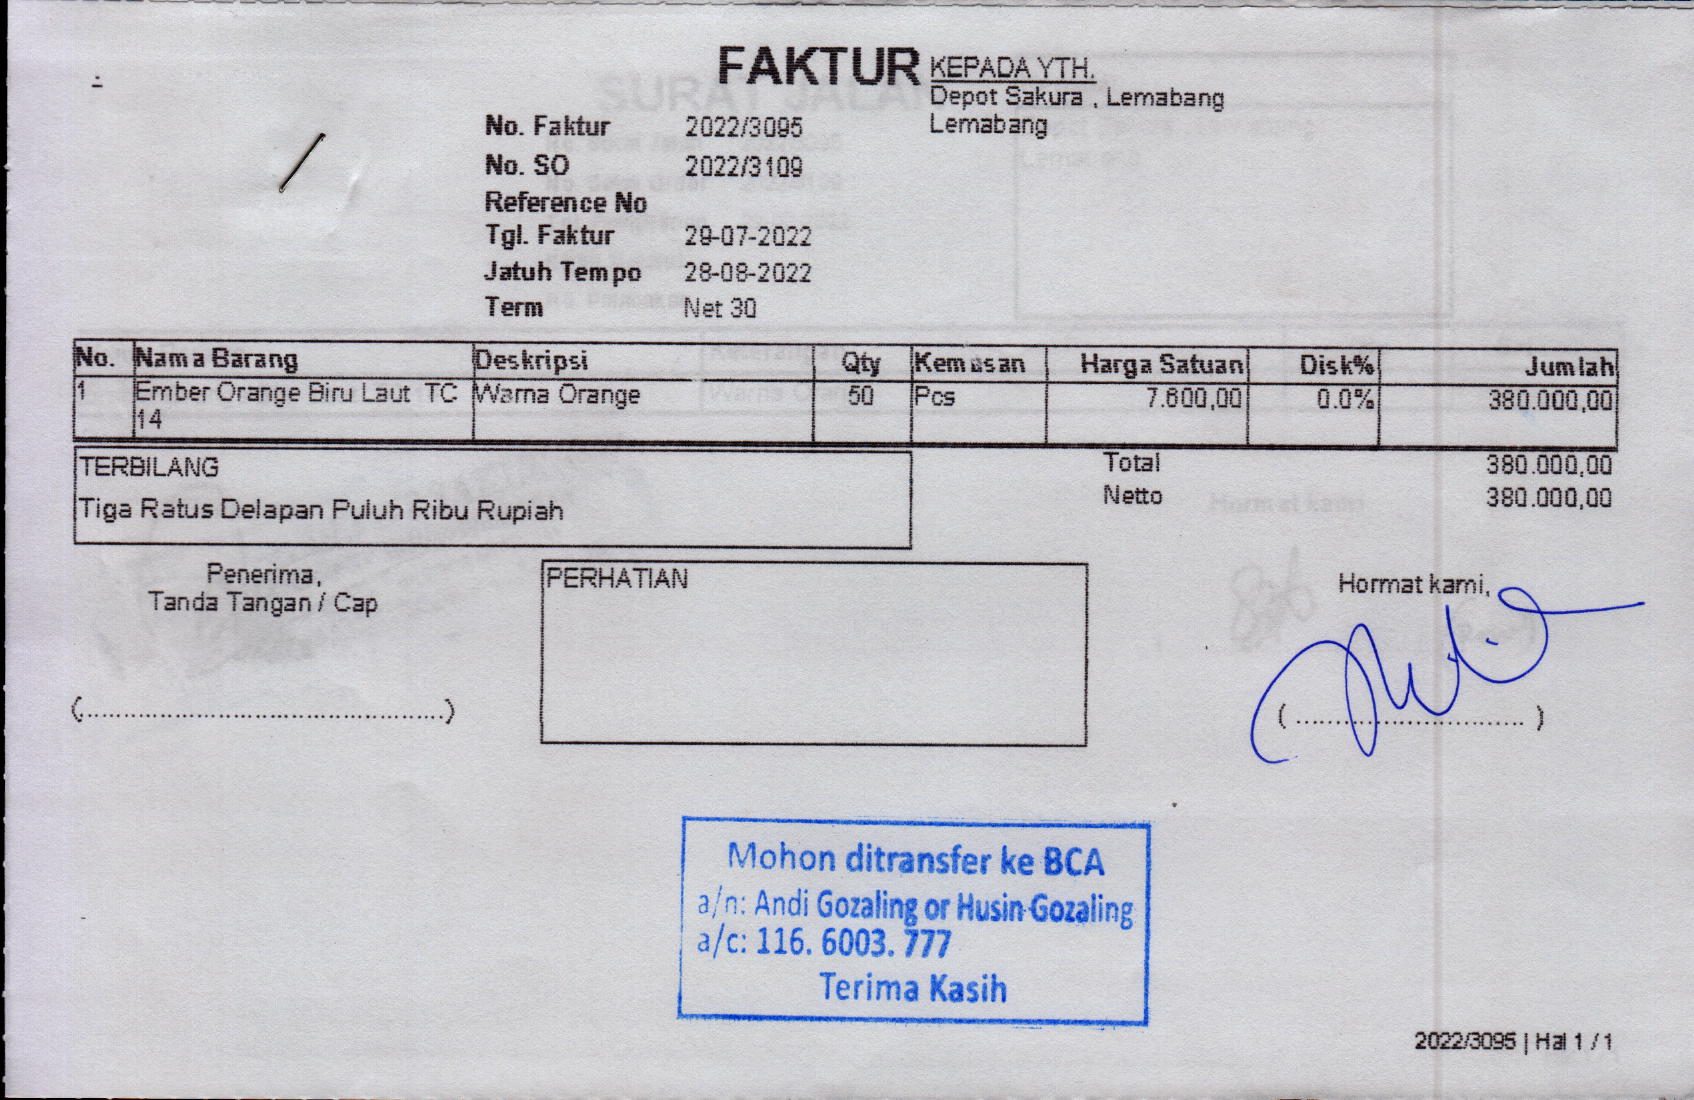 FAKTUR
KEPADA YTH.
Depot Sakura , Lemabang
Lemabang
No. Faktur 2022/3095
No. SO 2022/3109
Reference No
Tgl. Faktur 29-07-2022
Jatuh Tempo 28-08-2022
Term Net 30
No. Nama Barang Deskripsi Qty Kemasan Harga Satuan Disk% Jumlah
1 Ember Orange Biru Laut TC Warna Orange 50 Pcs 7.600,00 0.0% 380.000,00
14
TERBILANG
Tiga Ratus Delapan Puluh Ribu Rupiah
Total 380.000,00
Netto 380.000,00
Penerima,
Tanda Tangan / Cap
(................................................)
PERHATIAN
Hormat kami,
( .............................. )
Mohon ditransfer ke BCA
a/n: Andi Gozaling or Husin Gozaling
a/c: 116. 6003. 777
Terima Kasih
2022/3095 | Hal 1 / 1